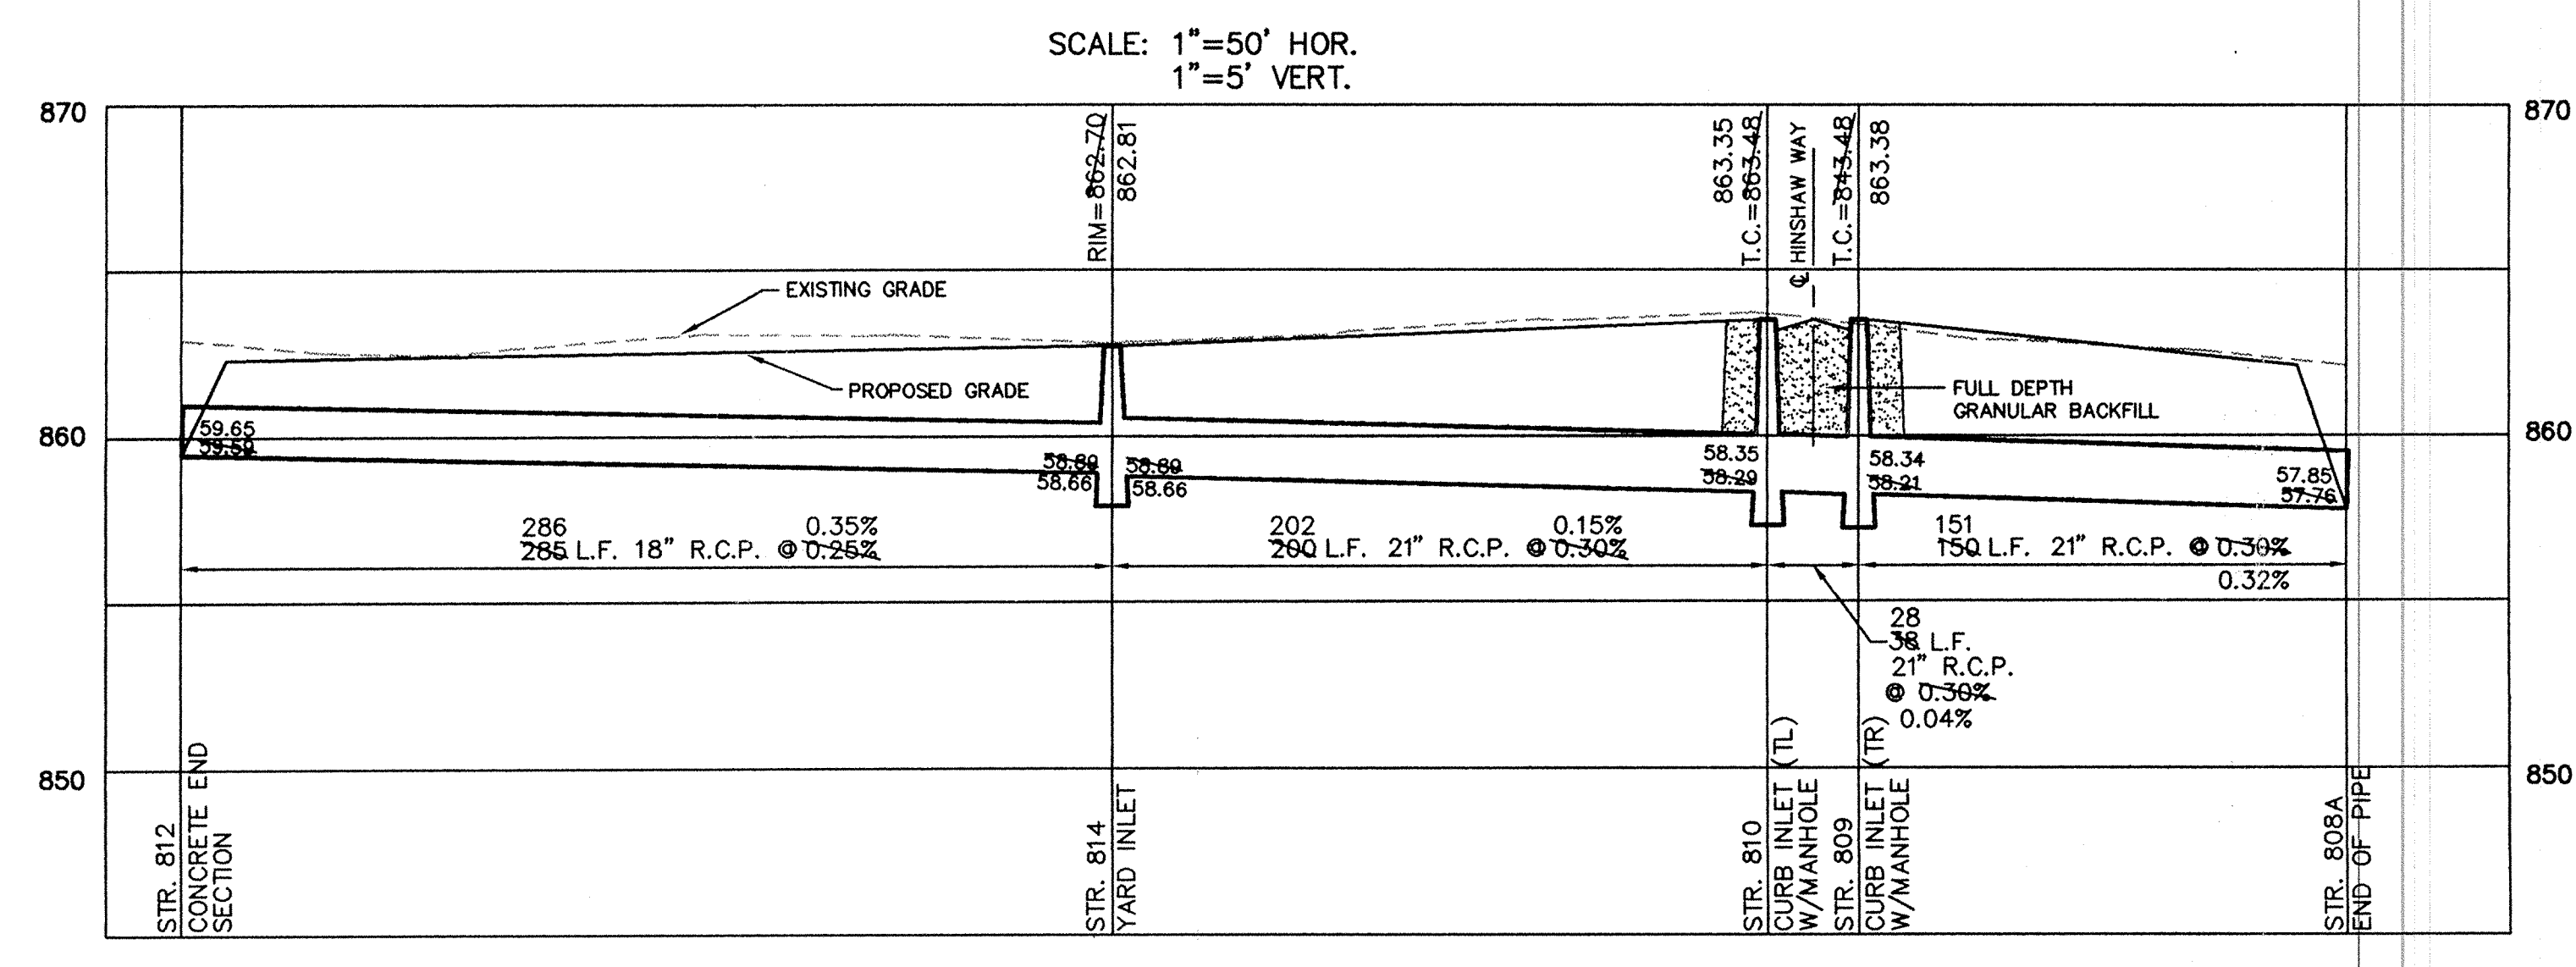 SCALE: 1"=50' HOR.
1"=5' VERT.
870
870
RIM=862.70
862.81
863.35
T.C.=863.48
℄ HINSHAW WAY
T.C.=843.48
863.38
EXISTING GRADE
PROPOSED GRADE
FULL DEPTH
GRANULAR BACKFILL
860
860
59.65
59.59
58.89
58.66
58.89
58.66
58.35
58.29
58.34
58.21
57.85
57.76
286
0.35%
285 L.F. 18" R.C.P. @ 0.25%
202
0.15%
200 L.F. 21" R.C.P. @ 0.30%
151
150 L.F. 21" R.C.P. @ 0.30%
0.32%
28
38 L.F.
21" R.C.P.
@ 0.30%
0.04%
850
850
STR. 812
CONCRETE END
SECTION
STR. 814
YARD INLET
STR. 810
CURB INLET (TL)
W/MANHOLE
STR. 809
CURB INLET (TR)
W/MANHOLE
STR. 808A
END OF PIPE